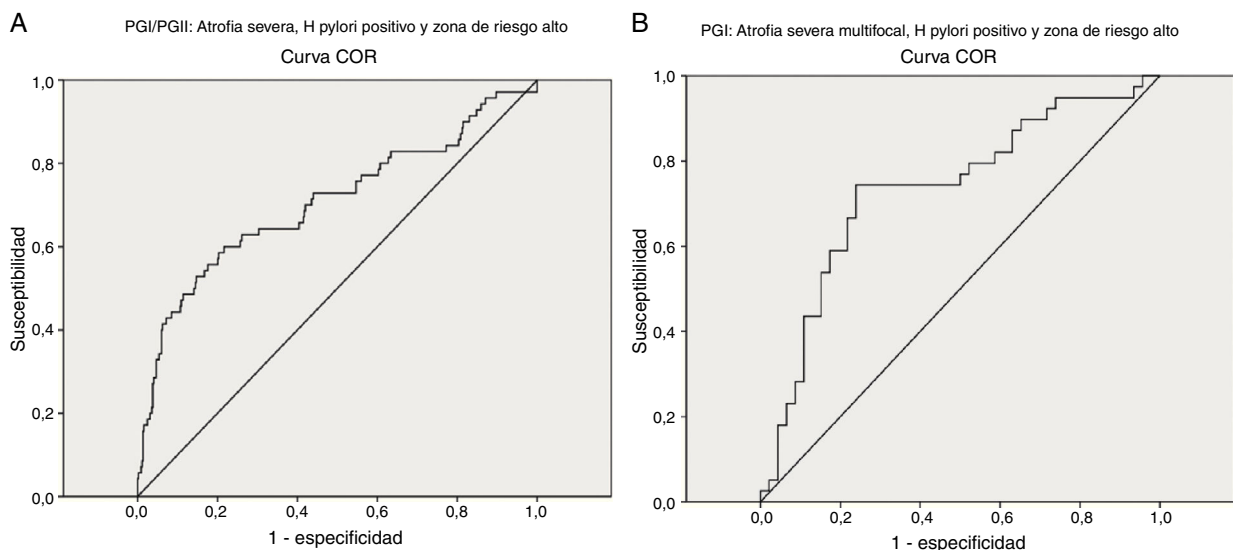 A
PGI/PGII: Atrofia severa, H pylori positivo y zona de riesgo alto
Curva COR
1,0
0,8
0,6
0,4
0,2
0,0
Susceptibilidad
0,0 0,2 0,4 0,6 0,8 1,0
1 - especificidad
B
PGI: Atrofia severa multifocal, H pylori positivo y zona de riesgo alto
Curva COR
1,0
0,8
0,6
0,4
0,2
0,0
Susceptibilidad
0,0 0,2 0,4 0,6 0,8 1,0
1 - especificidad